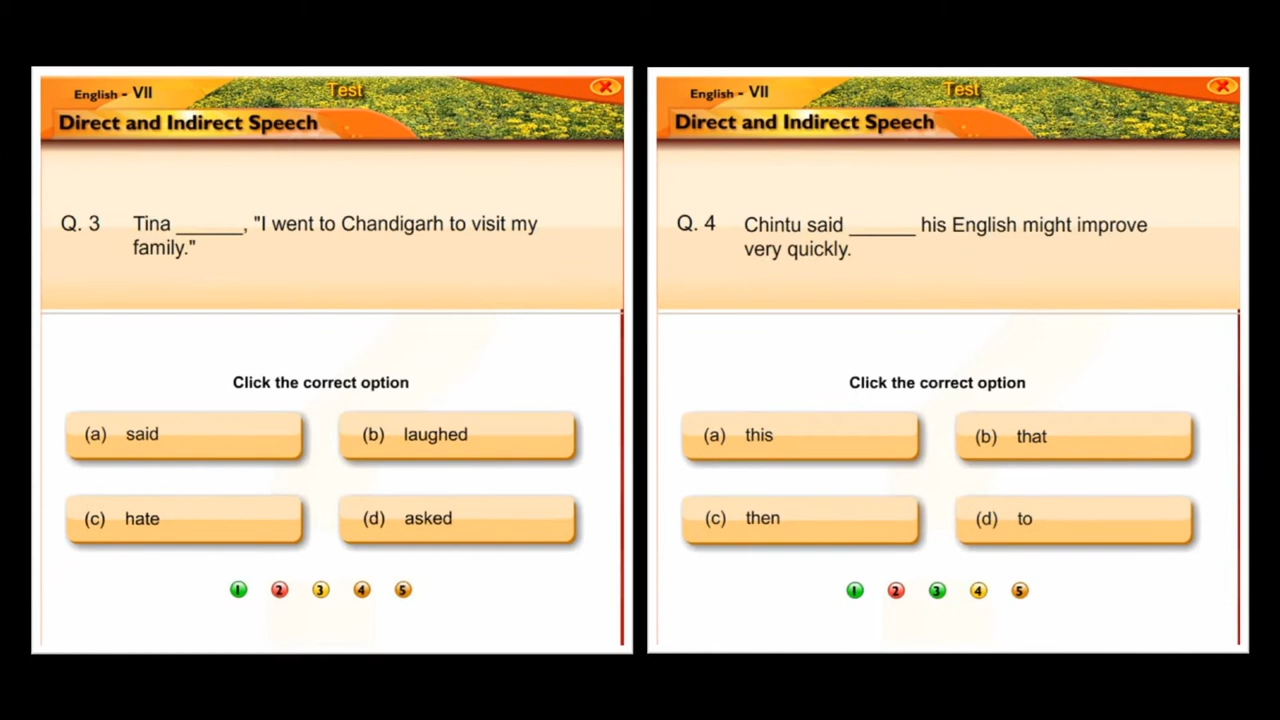 English - VII
Test
Direct and Indirect Speech
Q. 3 Tina ______, "I went to Chandigarh to visit my
family."
Click the correct option
(a) said
(b) laughed
(c) hate
(d) asked
1 2 3 4 5
English - VII
Test
Direct and Indirect Speech
Q. 4 Chintu said ______ his English might improve
very quickly.
Click the correct option
(a) this
(b) that
(c) then
(d) to
1 2 3 4 5